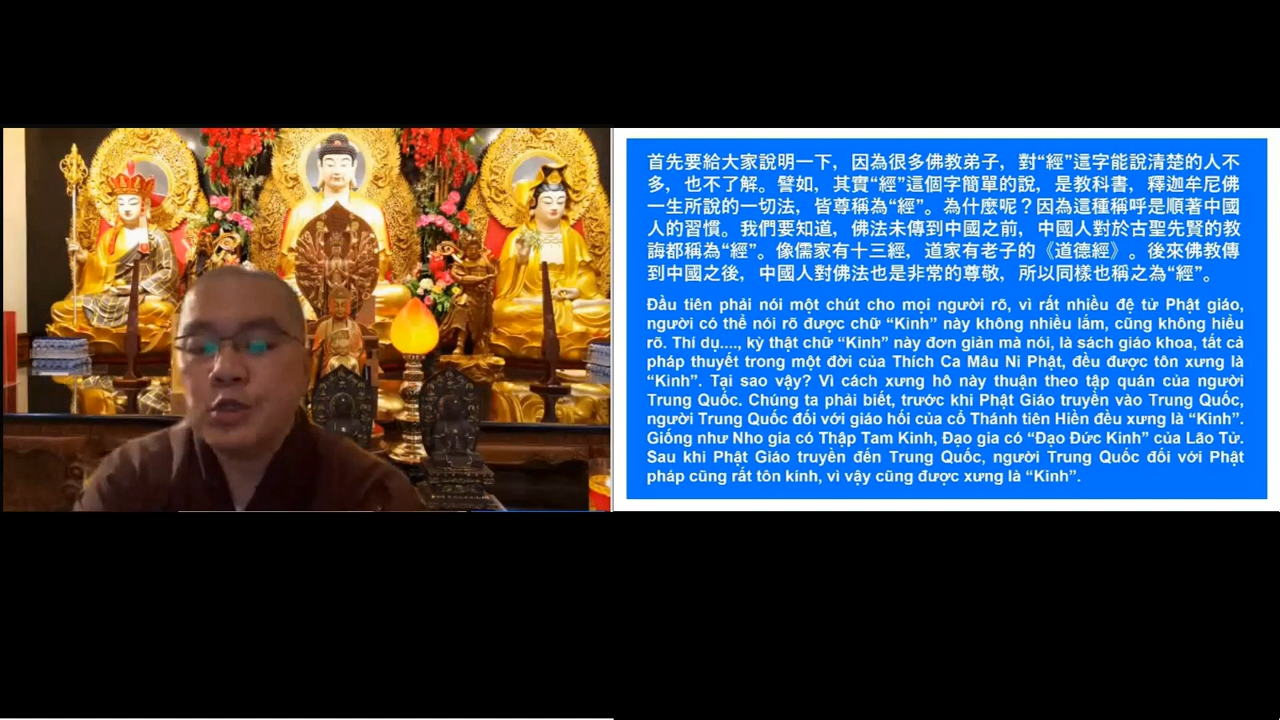 首先要給大家說明一下，因為很多佛教弟子，對“經”這字能說清楚的人不
多，也不了解。譬如，其實“經”這個字簡單的說，是教科書，釋迦牟尼佛
一生所說的一切法，皆尊稱為“經”。為什麼呢？因為這種稱呼是順著中國
人的習慣。我們要知道，佛法未傳到中國之前，中國人對於古聖先賢的教
誨都稱為“經”。像儒家有十三經，道家有老子的《道德經》。後來佛教傳
到中國之後，中國人對佛法也是非常的尊敬，所以同樣也稱之為“經”。
Đầu tiên phải nói một chút cho mọi người rõ, vì rất nhiều đệ tử Phật giáo,
người có thể nói rõ được chữ “Kinh” này không nhiều lắm, cũng không hiểu
rõ. Thí dụ...., kỳ thật chữ “Kinh” này đơn giản mà nói, là sách giáo khoa, tất cả
pháp thuyết trong một đời của Thích Ca Mâu Ni Phật, đều được tôn xưng là
“Kinh”. Tại sao vậy? Vì cách xưng hô này thuận theo tập quán của người
Trung Quốc. Chúng ta phải biết, trước khi Phật Giáo truyền vào Trung Quốc,
người Trung Quốc đối với giáo hối của cổ Thánh tiên Hiền đều xưng là “Kinh”.
Giống như Nho gia có Thập Tam Kinh, Đạo gia có “Đạo Đức Kinh” của Lão Tử.
Sau khi Phật Giáo truyền đến Trung Quốc, người Trung Quốc đối với Phật
pháp cũng rất tôn kính, vì vậy cũng được xưng là “Kinh”.